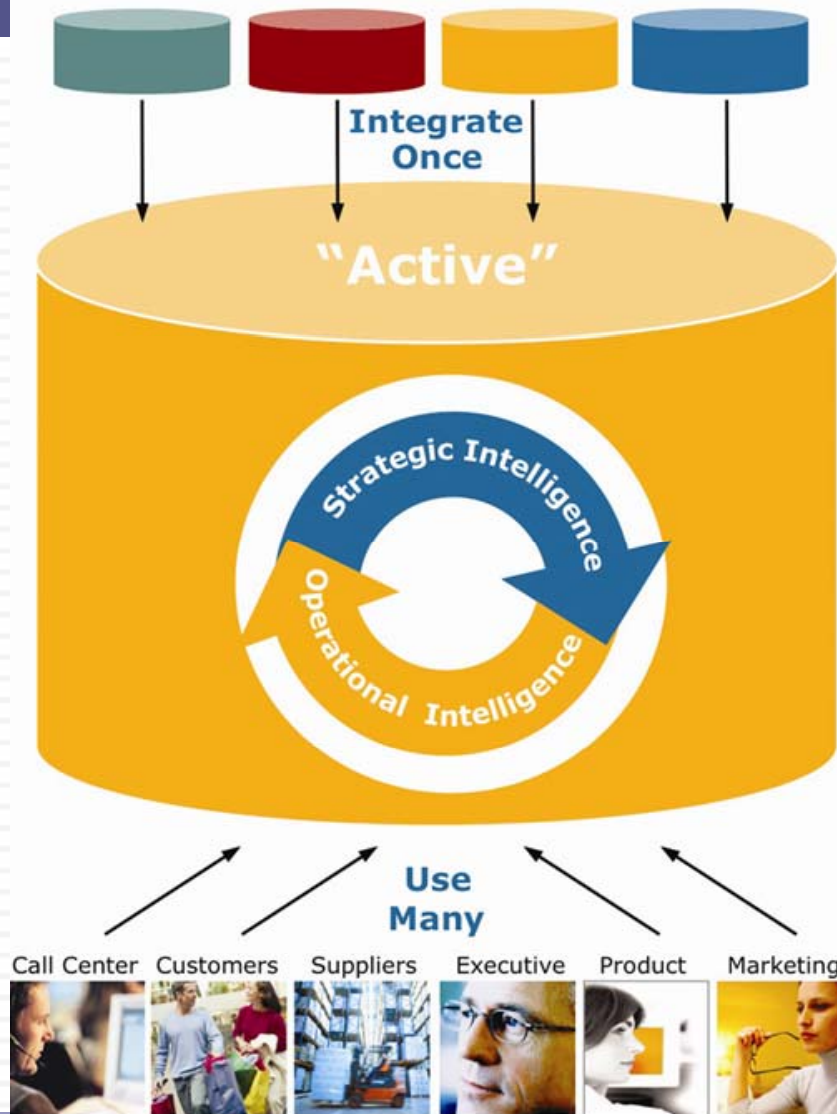 Integrate
Once
“Active”
Strategic Intelligence
Operational Intelligence
Use
Many
Call Center Customers Suppliers Executive Product Marketing